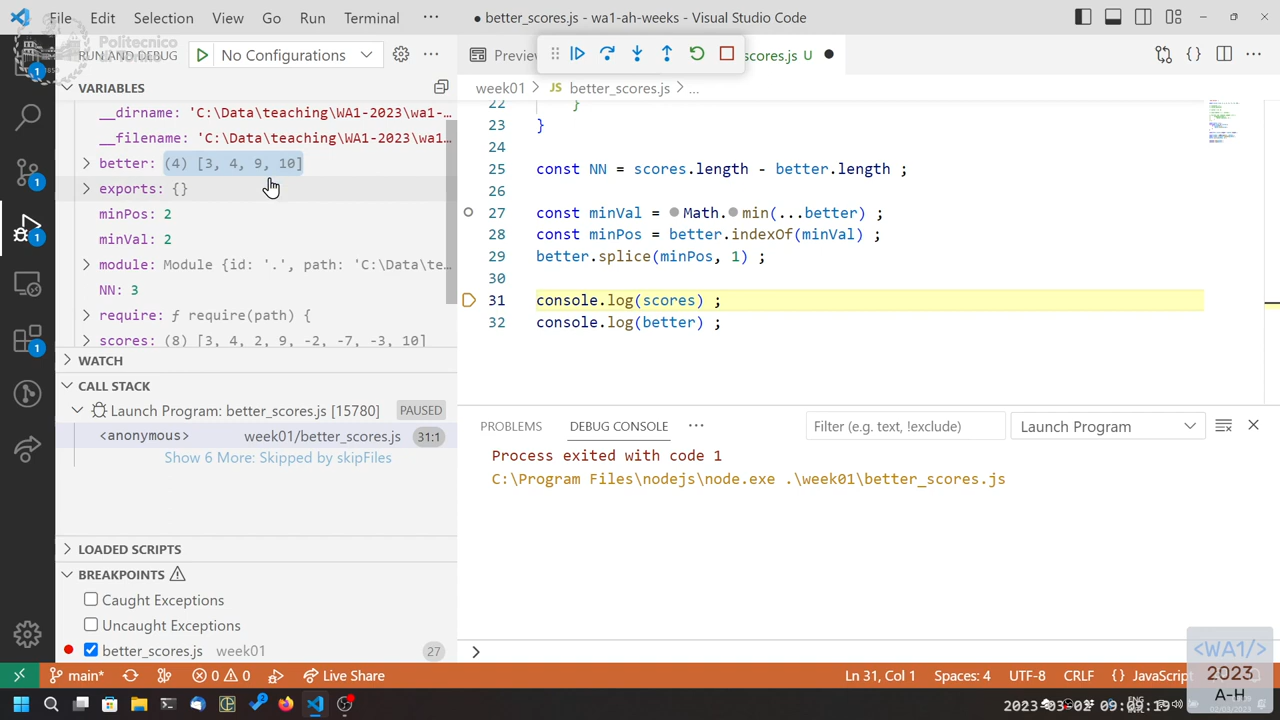 File Edit Selection View Go Run Terminal ··· ● better_scores.js - wa1-ah-weeks - Visual Studio Code
Politecnico
RUN AND DEBUG No Configurations ···
Preview scores.js U
week01 > JS better_scores.js > ...
VARIABLES
__dirname: 'C:\Data\teaching\WA1-2023\wa1-...
__filename: 'C:\Data\teaching\WA1-2023\wa1...
better: (4) [3, 4, 9, 10]
exports: {}
minPos: 2
minVal: 2
module: Module {id: '.', path: 'C:\Data\te...
NN: 3
require: ƒ require(path) {
scores: (8) [3, 4, 2, 9, -2, -7, -3, 10]
WATCH
CALL STACK
Launch Program: better_scores.js [15780] PAUSED
<anonymous> week01/better_scores.js 31:1
Show 6 More: Skipped by skipFiles
LOADED SCRIPTS
BREAKPOINTS
Caught Exceptions
Uncaught Exceptions
better_scores.js week01 27
22 }
23 }
24
25 const NN = scores.length - better.length ;
26
27 const minVal = Math.min(...better) ;
28 const minPos = better.indexOf(minVal) ;
29 better.splice(minPos, 1) ;
30
31 console.log(scores) ;
32 console.log(better) ;
PROBLEMS DEBUG CONSOLE ··· Filter (e.g. text, !exclude) Launch Program
Process exited with code 1
C:\Program Files\nodejs\node.exe .\week01\better_scores.js
main* 0 0 Live Share Ln 31, Col 1 Spaces: 4 UTF-8 CRLF {} JavaScript
<WA1/>
2023
A-H
2023-03-02 09:09:19